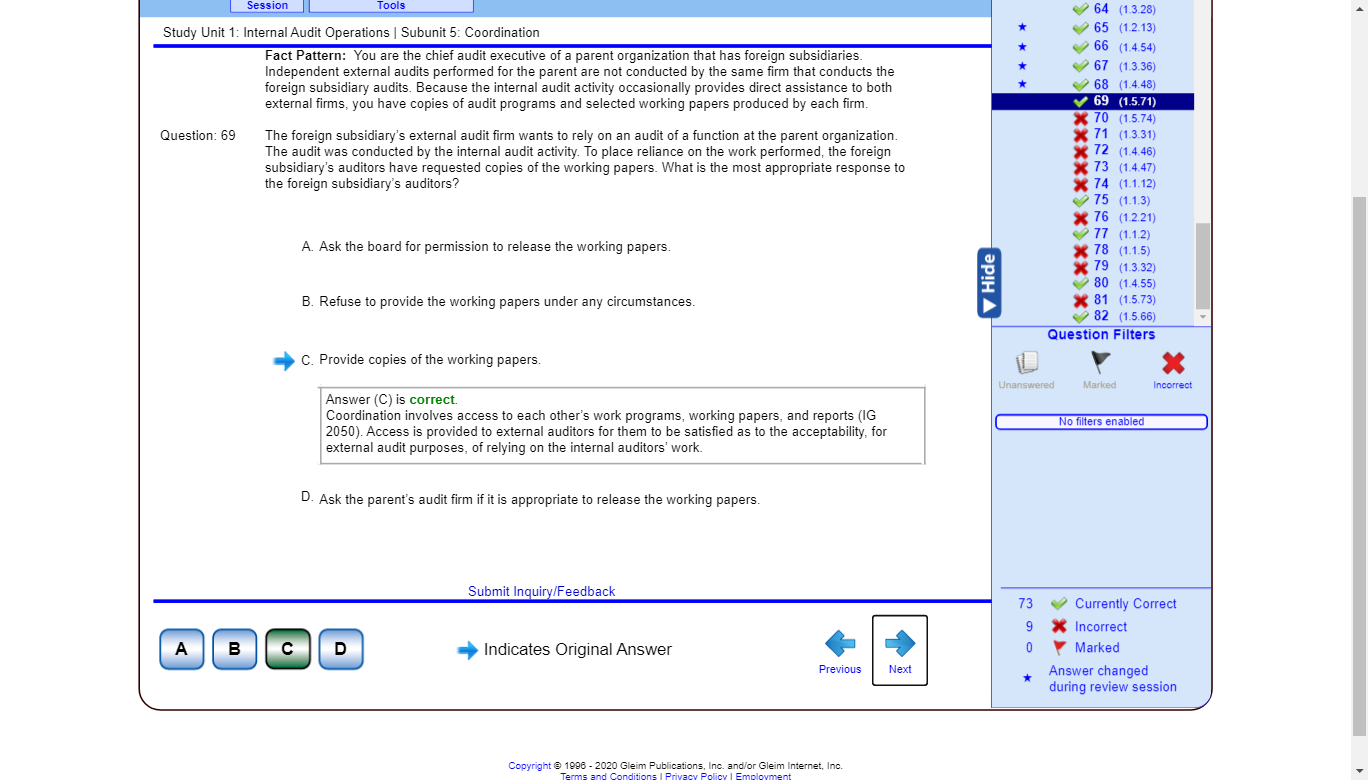 Session
Tools
Study Unit 1: Internal Audit Operations | Subunit 5: Coordination
Fact Pattern: You are the chief audit executive of a parent organization that has foreign subsidiaries.
Independent external audits performed for the parent are not conducted by the same firm that conducts the
foreign subsidiary audits. Because the internal audit activity occasionally provides direct assistance to both
external firms, you have copies of audit programs and selected working papers produced by each firm.
Question: 69
The foreign subsidiary's external audit firm wants to rely on an audit of a function at the parent organization.
The audit was conducted by the internal audit activity. To place reliance on the work performed, the foreign
subsidiary's auditors have requested copies of the working papers. What is the most appropriate response to
the foreign subsidiary's auditors?
A. Ask the board for permission to release the working papers.
B. Refuse to provide the working papers under any circumstances.
C. Provide copies of the working papers.
Answer (C) is correct.
Coordination involves access to each other's work programs, working papers, and reports (IG
2050). Access is provided to external auditors for them to be satisfied as to the acceptability, for
external audit purposes, of relying on the internal auditors' work.
D. Ask the parent's audit firm if it is appropriate to release the working papers.
Submit Inquiry/Feedback
A B C D
Indicates Original Answer
Previous
Next
64 (1.3.28)
65 (1.2.13)
66 (1.4.54)
67 (1.3.36)
68 (1.4.48)
69 (1.5.71)
70 (1.5.74)
71 (1.3.31)
72 (1.4.46)
73 (1.4.47)
74 (1.1.12)
75 (1.1.3)
76 (1.2.21)
77 (1.1.2)
78 (1.1.5)
79 (1.3.32)
80 (1.4.55)
81 (1.5.73)
82 (1.5.66)
Hide
Question Filters
Unanswered
Marked
Incorrect
No filters enabled
73 Currently Correct
9 Incorrect
0 Marked
Answer changed
during review session
Copyright © 1996 - 2020 Gleim Publications, Inc. and/or Gleim Internet, Inc.
Terms and Conditions | Privacy Policy | Employment